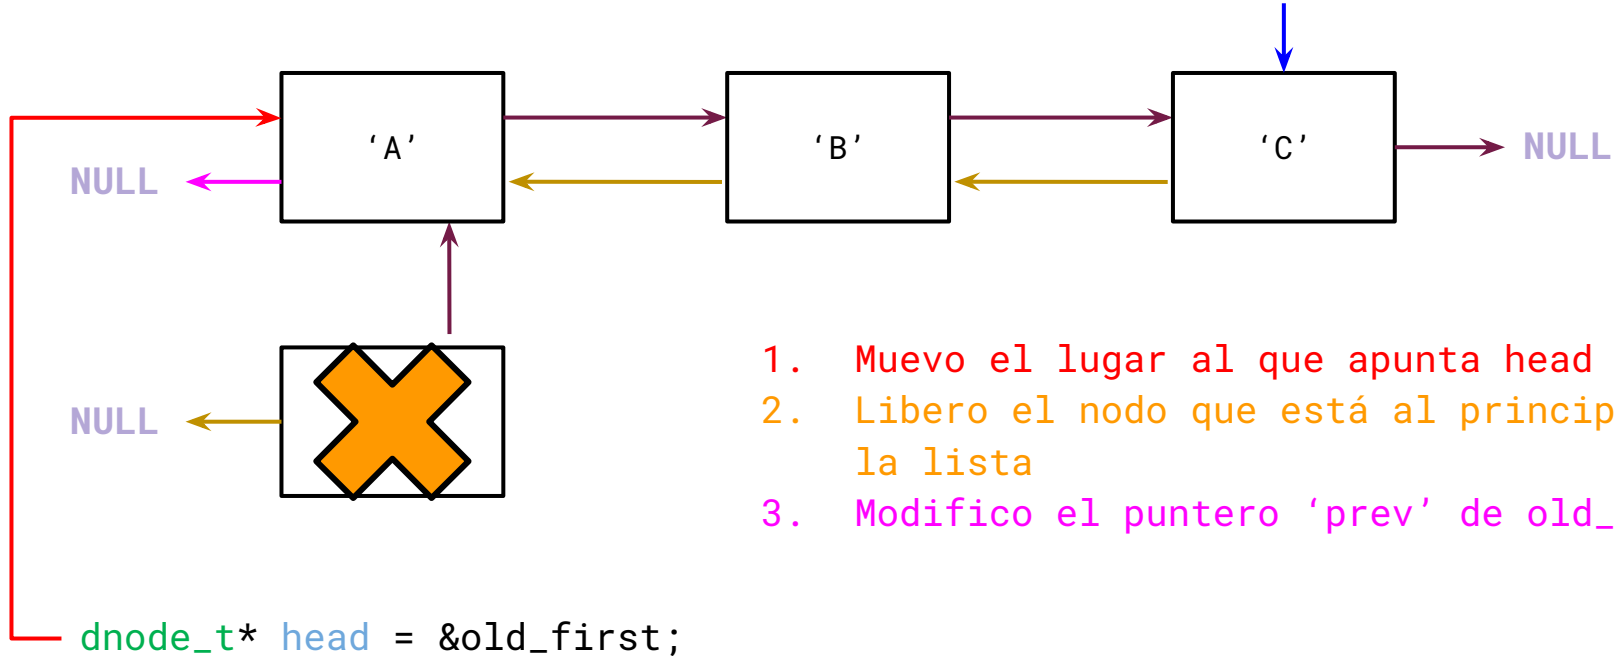 ‘A’
‘B’
‘C’
NULL
NULL
NULL
1. Muevo el lugar al que apunta head
2. Libero el nodo que está al princip
la lista
3. Modifico el puntero ‘prev’ de old_
dnode_t* head = &old_first;